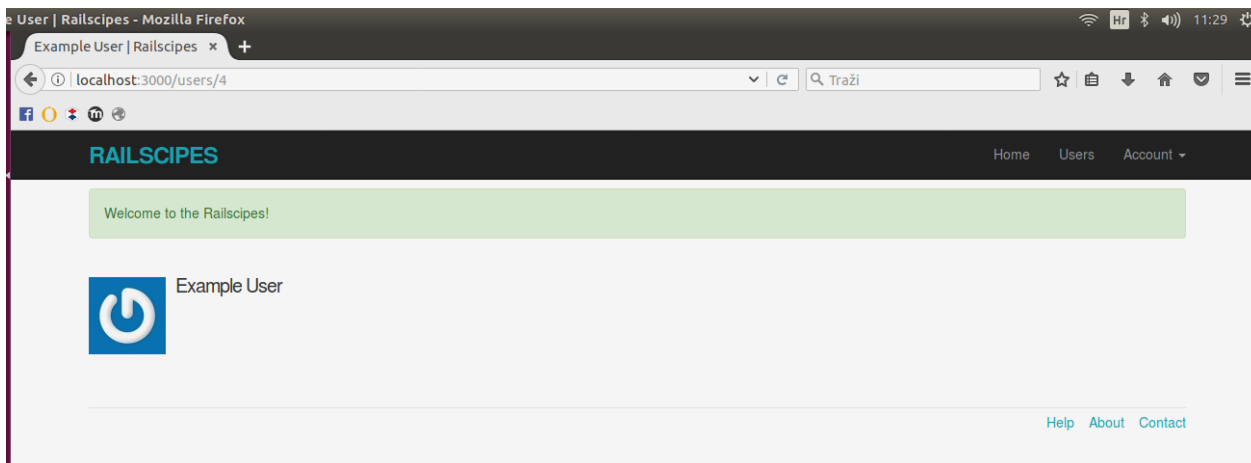 e User | Railscipes - Mozilla Firefox
Hr
11:29
Example User | Railscipes
localhost:3000/users/4
Traži
RAILSCIPES
Home Users Account
Welcome to the Railscipes!
Example User
Help About Contact